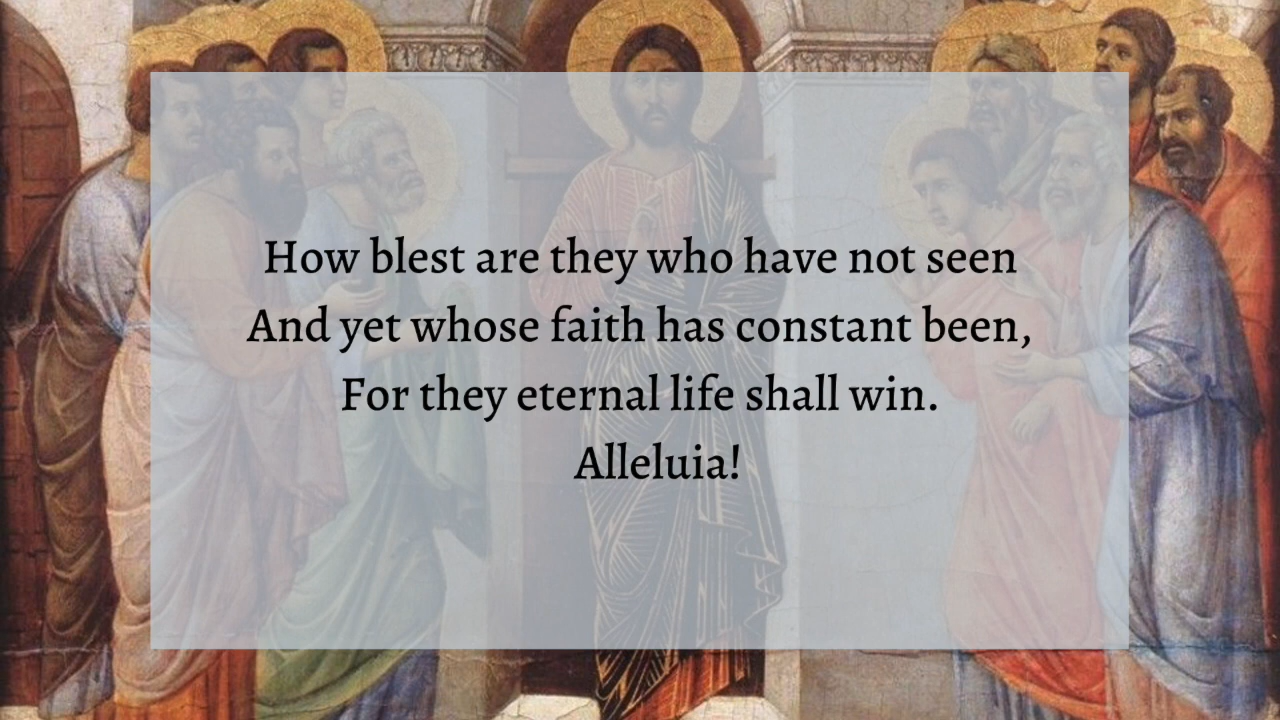 How blest are they who have not seen
And yet whose faith has constant been,
For they eternal life shall win.
Alleluia!